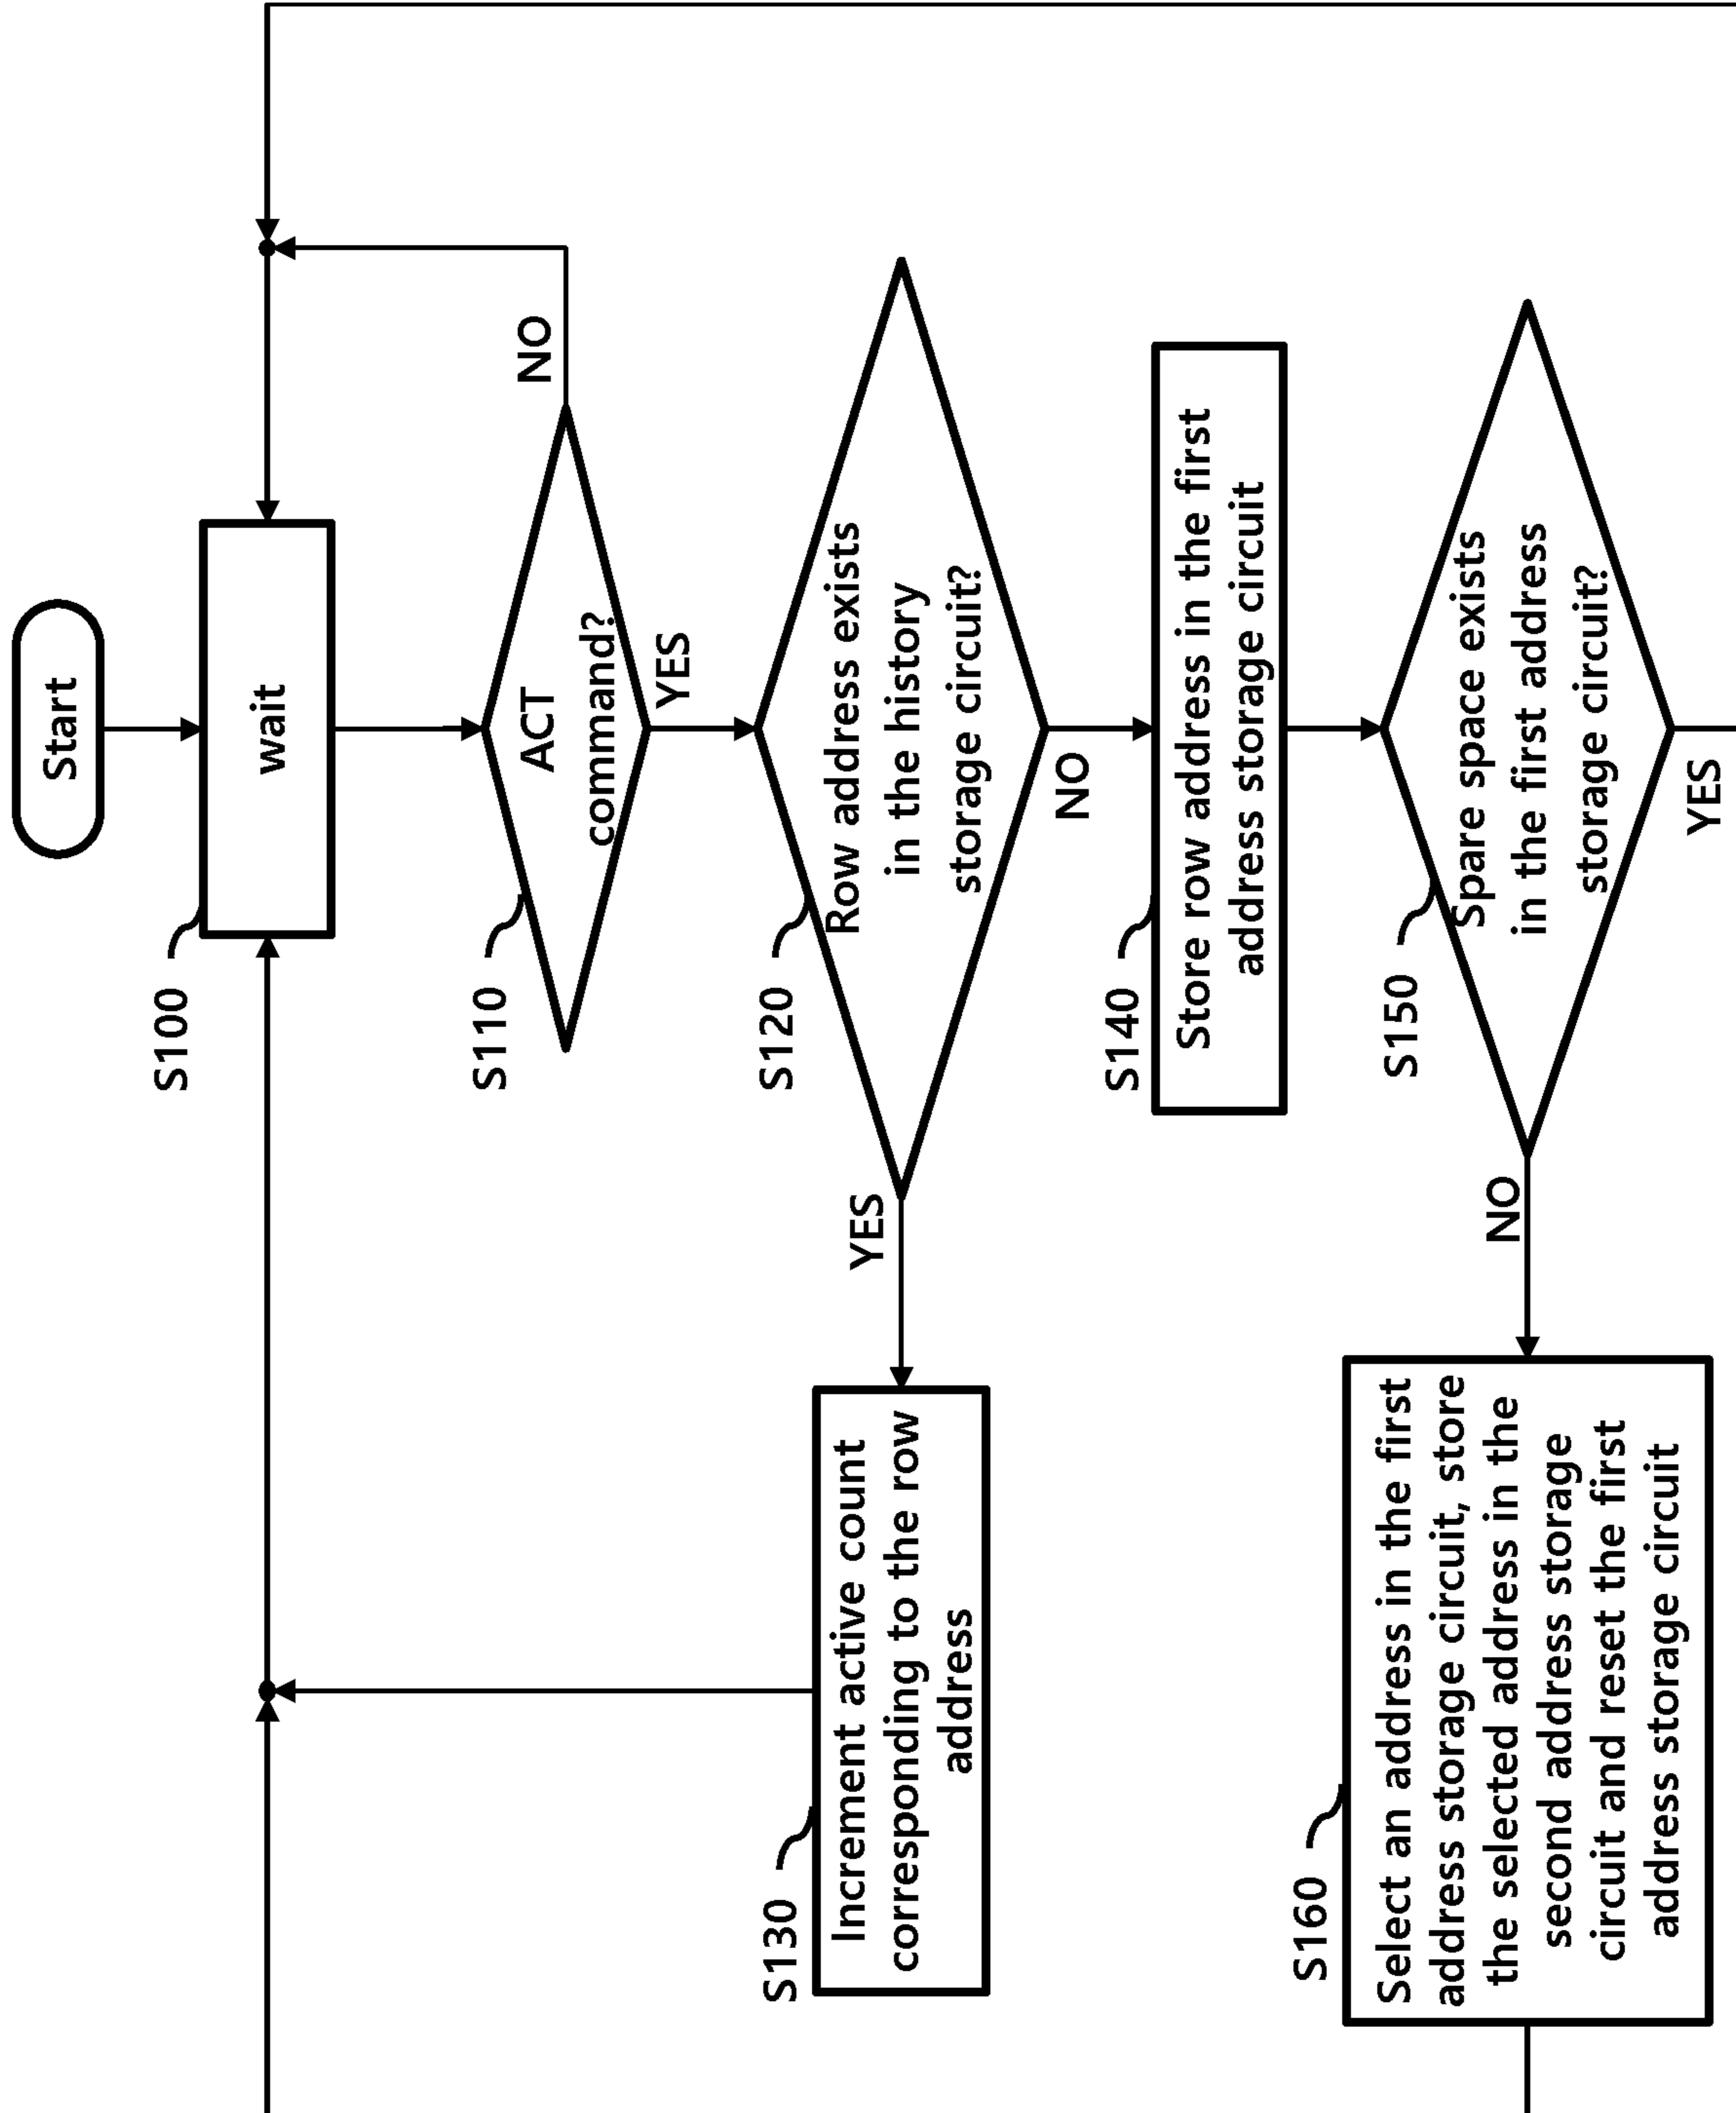 Start
S100
wait
S110
ACT
command?
NO
YES
S120
Row address exists
in the history
storage circuit?
YES
NO
S130
Increment active count
corresponding to the row
address
S140
Store row address in the first
address storage circuit
S150
Spare space exists
in the first address
storage circuit?
NO
YES
S160
Select an address in the first
address storage circuit, store
the selected address in the
second address storage
circuit and reset the first
address storage circuit